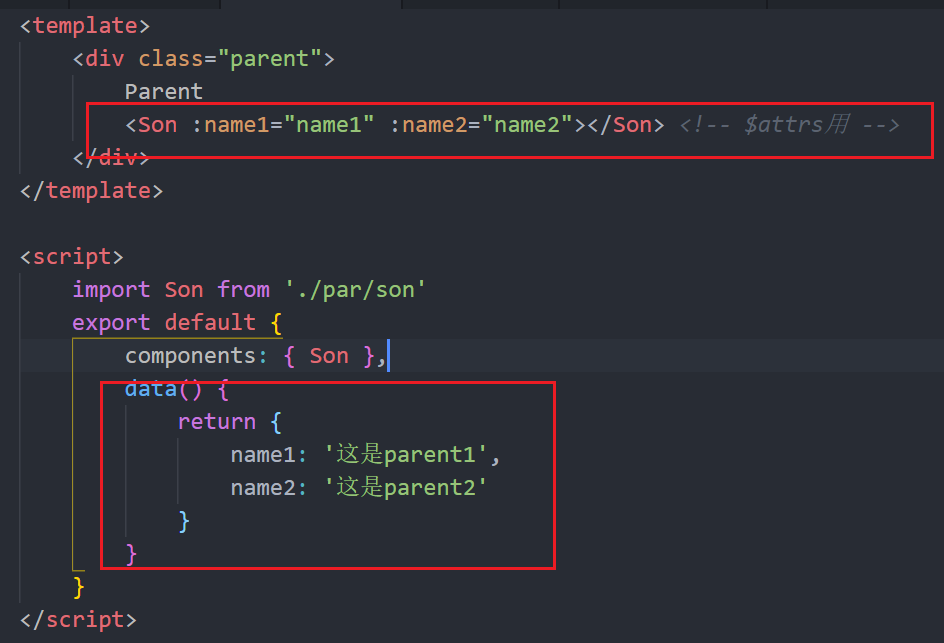 <template>
    <div class="parent">
        Parent
        <Son :name1="name1" :name2="name2"></Son> <!-- $attrs用 -->
    </div>
</template>
<script>
    import Son from './par/son'
    export default {
        components: { Son },
        data() {
            return {
                name1: '这是parent1',
                name2: '这是parent2'
            }
        }
    }
</script>